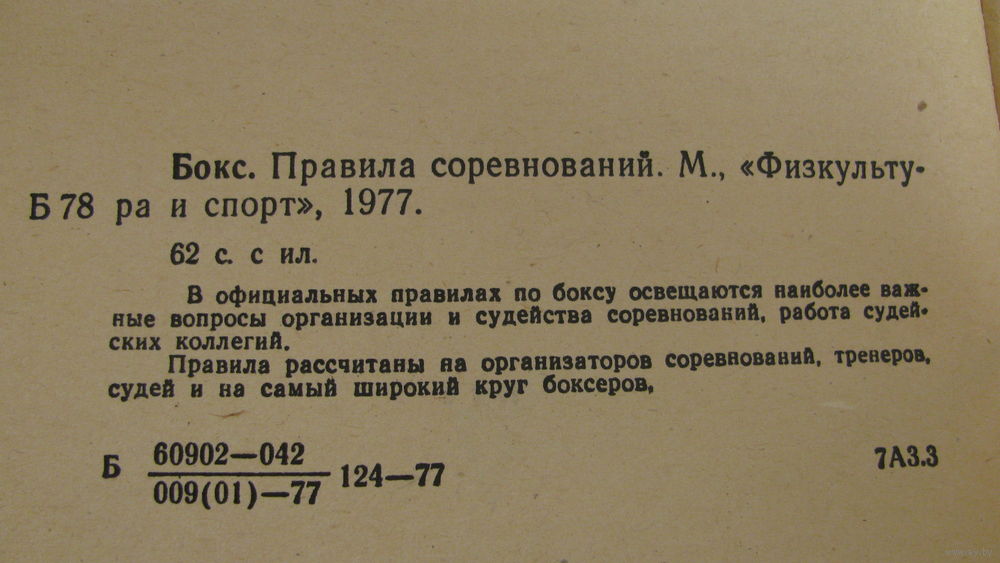 Бокс. Правила соревнований. М., «Физкульту-
Б 78 ра и спорт», 1977.
62 с. с ил.
В официальных правилах по боксу освещаются наиболее важ-
ные вопросы организации и судейства соревнований, работа судей-
ских коллегий.
Правила рассчитаны на организаторов соревнований, тренеров,
судей и на самый широкий круг боксеров,
Б 60902—042
009(01)—77 124—77
7А3.3